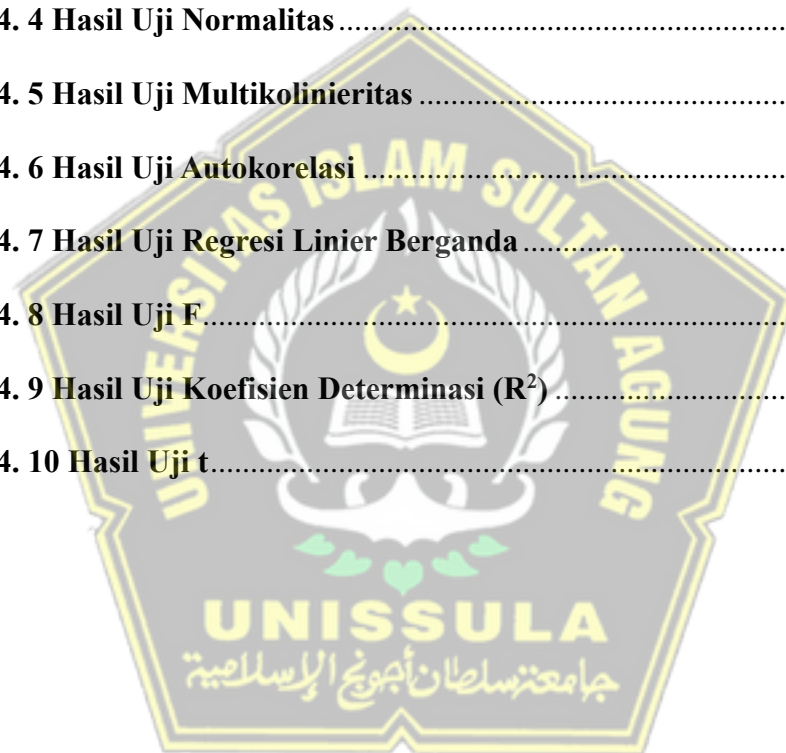 4. 4 Hasil Uji Normalitas........................................................
4. 5 Hasil Uji Multikolinieritas..............................................
4. 6 Hasil Uji Autokorelasi.....................................................
4. 7 Hasil Uji Regresi Linier Berganda................................
4. 8 Hasil Uji F.......................................................................
4. 9 Hasil Uji Koefisien Determinasi (R²)............................
4. 10 Hasil Uji t......................................................................
UNIVERSITAS ISLAM SULTAN AGUNG
UNISSULA
جامعة سلطان أجونج الإسلامية